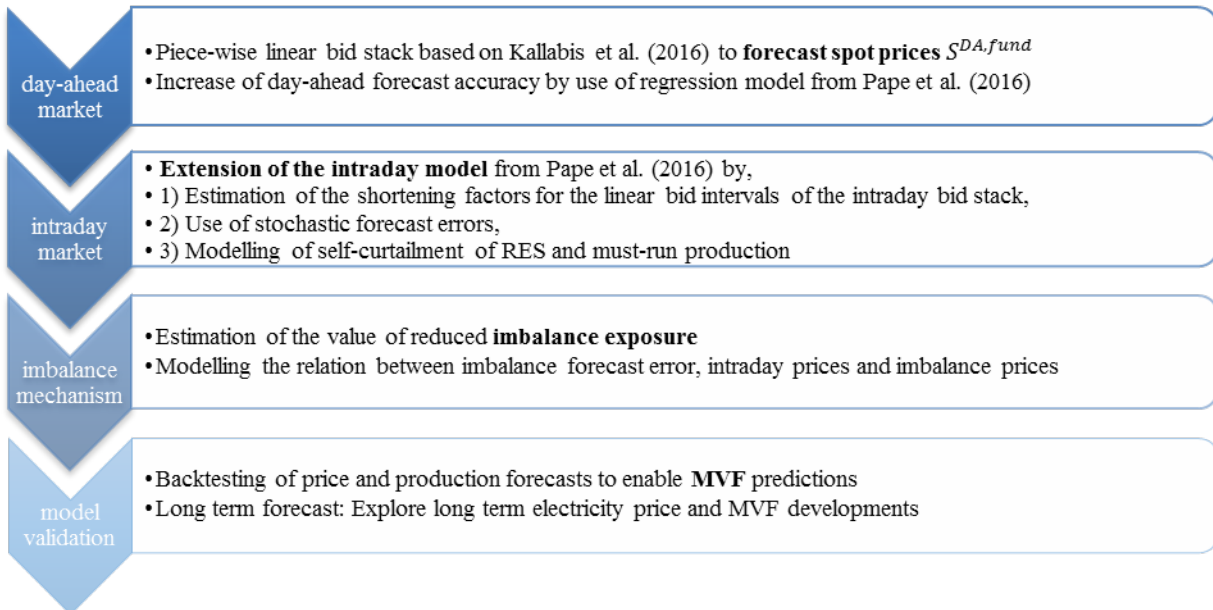 day-ahead
market
•Piece-wise linear bid stack based on Kallabis et al. (2016) to forecast spot prices S^{DA,fund}
•Increase of day-ahead forecast accuracy by use of regression model from Pape et al. (2016)
intraday
market
• Extension of the intraday model from Pape et al. (2016) by,
• 1) Estimation of the shortening factors for the linear bid intervals of the intraday bid stack,
• 2) Use of stochastic forecast errors,
• 3) Modelling of self-curtailment of RES and must-run production
imbalance
mechanism
•Estimation of the value of reduced imbalance exposure
•Modelling the relation between imbalance forecast error, intraday prices and imbalance prices
model
validation
•Backtesting of price and production forecasts to enable MVF predictions
•Long term forecast: Explore long term electricity price and MVF developments